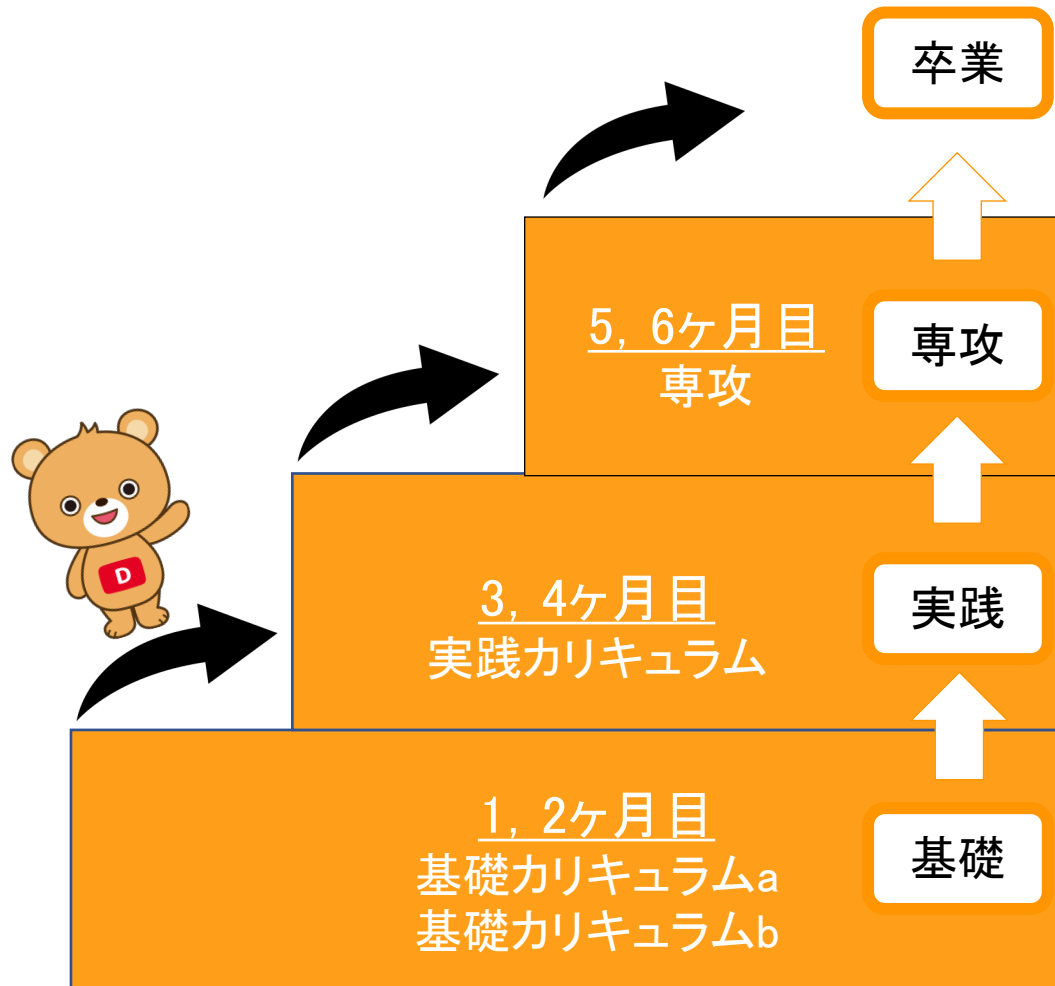 卒業
5, 6ヶ月目
専攻
専攻
3, 4ヶ月目
実践カリキュラム
実践
1, 2ヶ月目
基礎カリキュラムa
基礎カリキュラムb
基礎
D